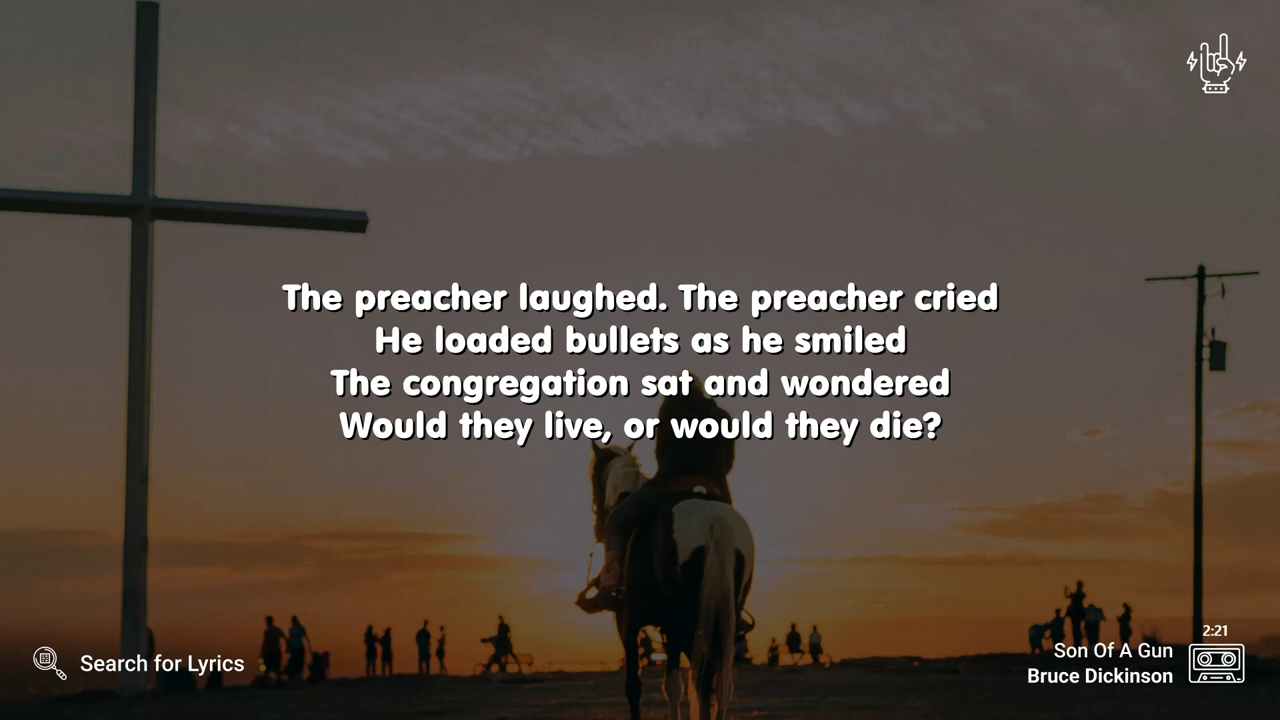 The preacher laughed. The preacher cried
He loaded bullets as he smiled
The congregation sat and wondered
Would they live, or would they die?
Search for Lyrics
2:21
Son Of A Gun
Bruce Dickinson